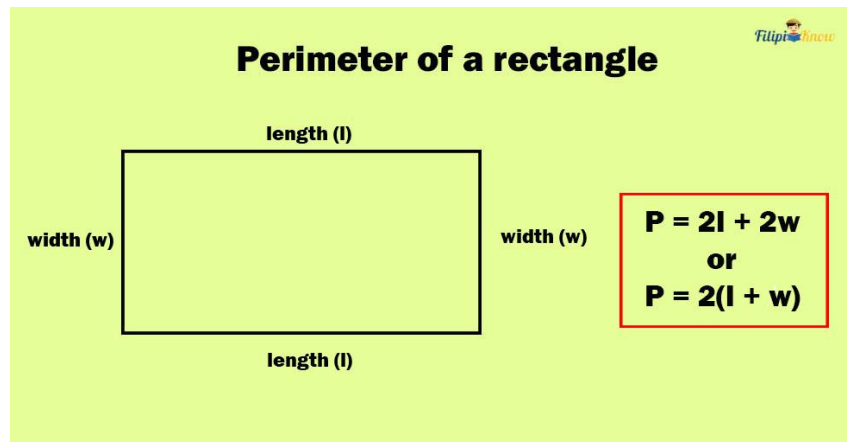 FilipiKnow
Perimeter of a rectangle
length (l)
width (w)
width (w)
length (l)
P = 2l + 2w
or
P = 2(l + w)